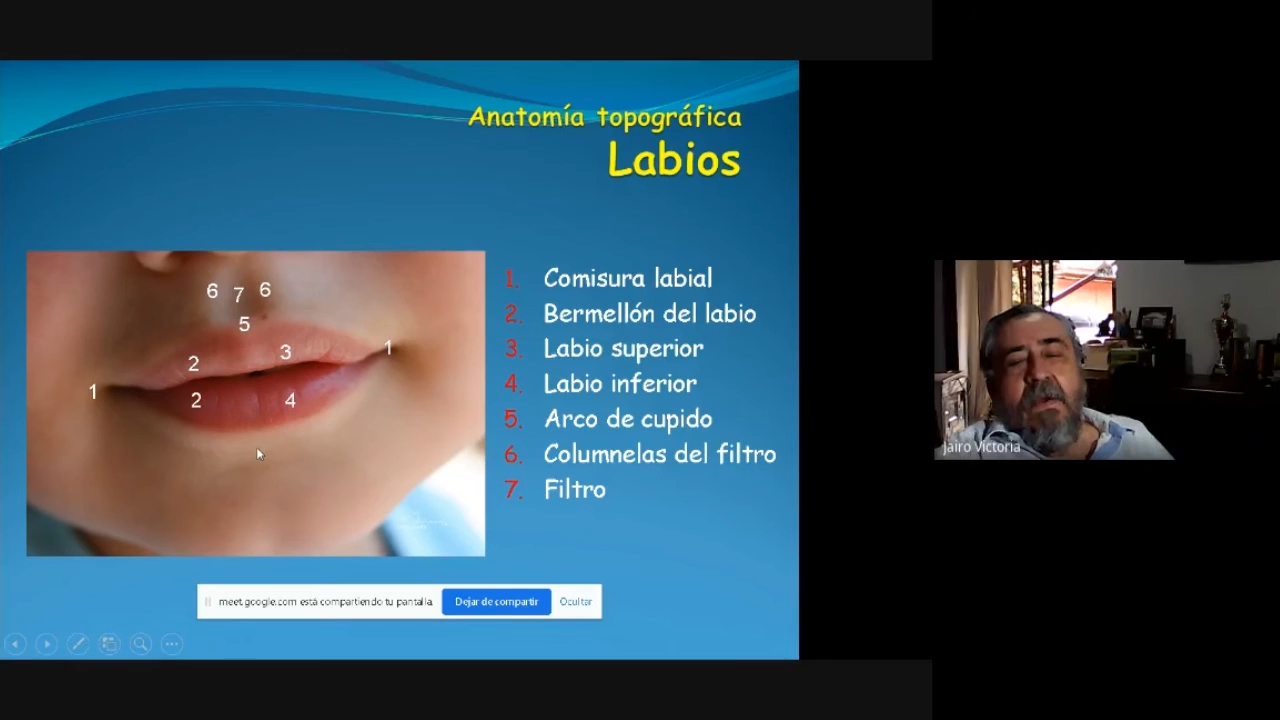 Anatomía topográfica
Labios
6 7 6
5
2 3 1
1 2 4
1. Comisura labial
2. Bermellón del labio
3. Labio superior
4. Labio inferior
5. Arco de cupido
6. Columnelas del filtro
7. Filtro
meet.google.com está compartiendo tu pantalla. Dejar de compartir Ocultar
Jairo Victoria